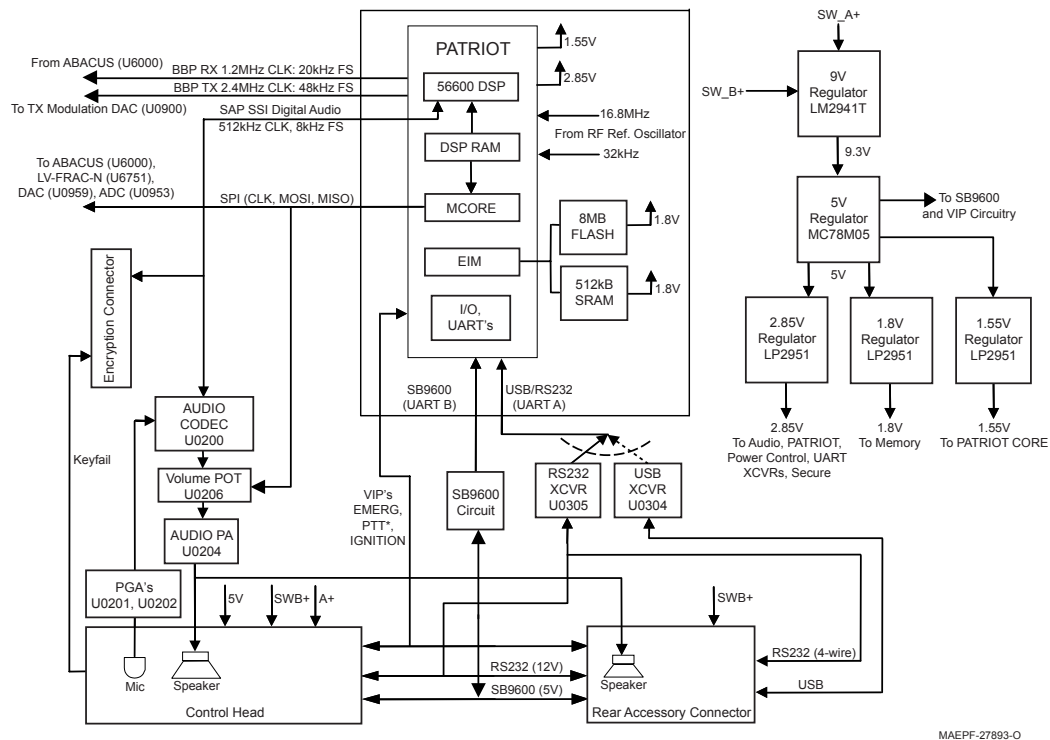 From ABACUS (U6000)
BBP RX 1.2MHz CLK: 20kHz FS
BBP TX 2.4MHz CLK: 48kHz FS
To TX Modulation DAC (U0900)
SAP SSI Digital Audio
512kHz CLK, 8kHz FS
To ABACUS (U6000),
LV-FRAC-N (U6751),
DAC (U0959), ADC (U0953)
SPI (CLK, MOSI, MISO)
PATRIOT
56600 DSP
DSP RAM
MCORE
EIM
I/O,
UART's
1.55V
2.85V
16.8MHz
From RF Ref. Oscillator
32kHz
8MB
FLASH
1.8V
512kB
SRAM
1.8V
SW_A+
SW_B+
9V
Regulator
LM2941T
9.3V
5V
Regulator
MC78M05
To SB9600
and VIP Circuitry
5V
2.85V
Regulator
LP2951
1.8V
Regulator
LP2951
1.55V
Regulator
LP2951
2.85V
To Audio, PATRIOT,
Power Control, UART
XCVRs, Secure
1.8V
To Memory
1.55V
To PATRIOT CORE
Encryption Connector
Keyfail
AUDIO
CODEC
U0200
Volume POT
U0206
AUDIO PA
U0204
PGA's
U0201, U0202
SB9600
(UART B)
USB/RS232
(UART A)
VIP's
EMERG,
PTT*,
IGNITION
SB9600
Circuit
RS232
XCVR
U0305
USB
XCVR
U0304
5V
SWB+
A+
SWB+
Mic
Speaker
Control Head
RS232 (12V)
SB9600 (5V)
Speaker
Rear Accessory Connector
RS232 (4-wire)
USB
MAEPF-27893-O